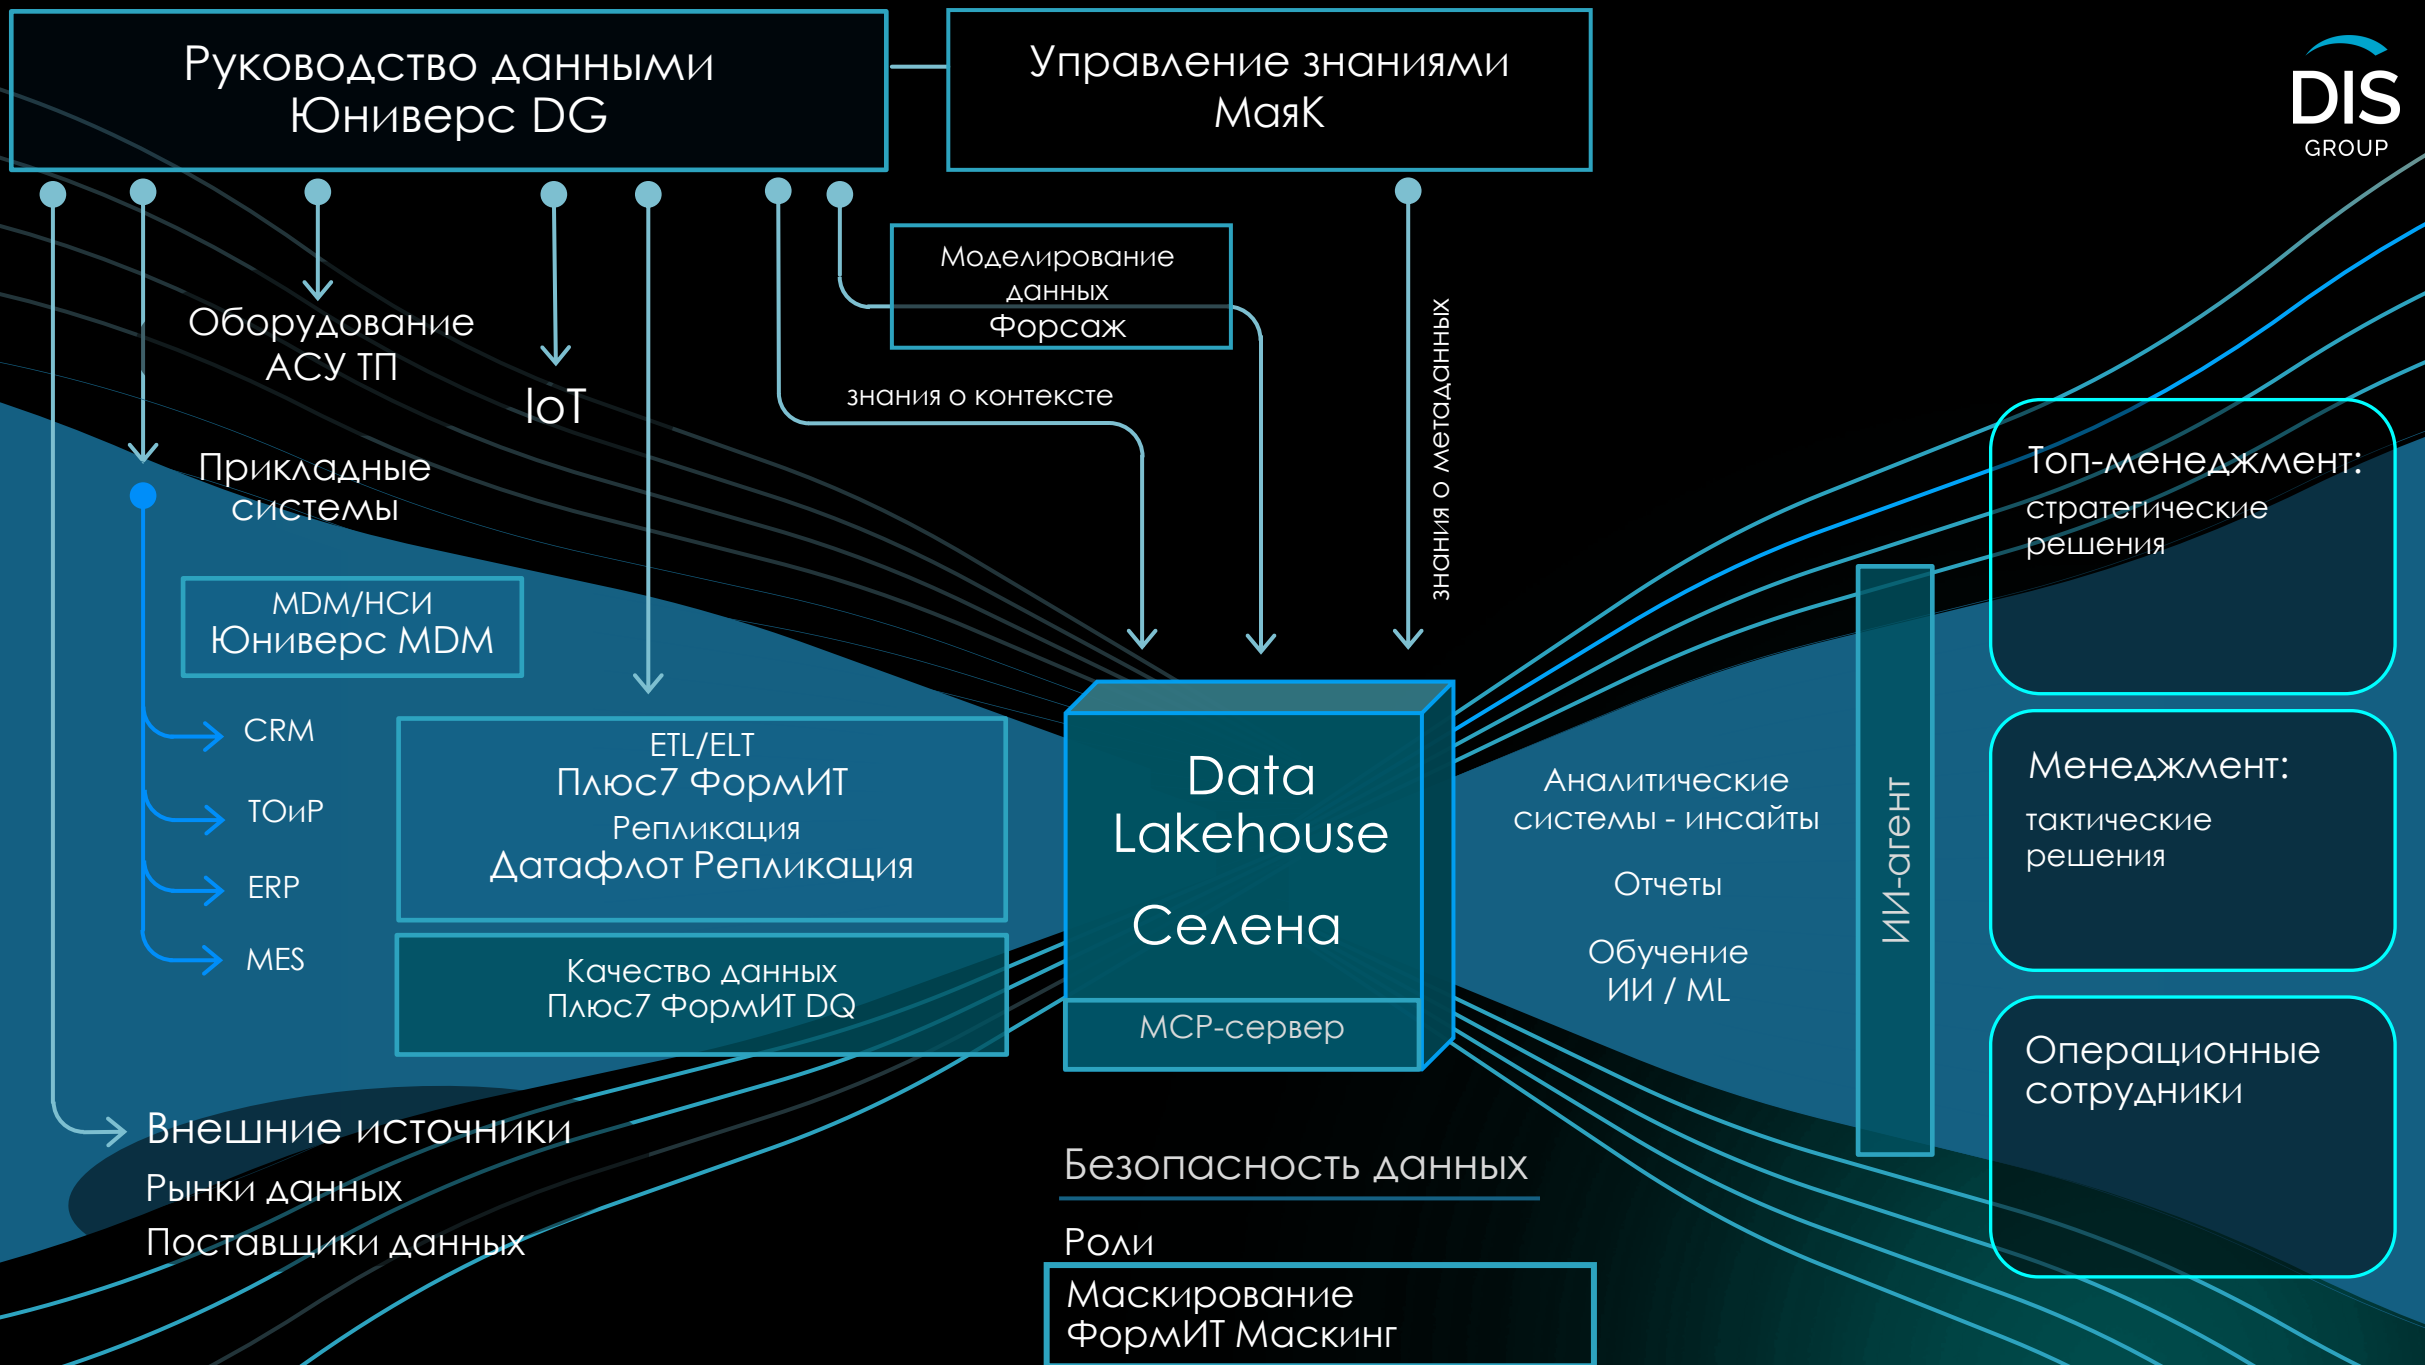 Руководство данными
Юниверс DG
Управление знаниями
МаяК
DIS
GROUP
Моделирование
данных
Форсаж
Оборудование
АСУ ТП
IoT
знания о контексте
знания о метаданных
Прикладные
системы
MDM/НСИ
Юниверс MDM
CRM
ТОиР
ERP
MES
ETL/ELT
Плюс7 ФормИТ
Репликация
Датафлот Репликация
Качество данных
Плюс7 ФормИТ DQ
Внешние источники
Рынки данных
Поставщики данных
Data
Lakehouse
Селена
MCP-сервер
Безопасность данных
Роли
Маскирование
ФормИТ Маскинг
Аналитические
системы - инсайты
Отчеты
Обучение
ИИ / ML
ИИ-агент
Топ-менеджмент:
стратегические
решения
Менеджмент:
тактические
решения
Операционные
сотрудники